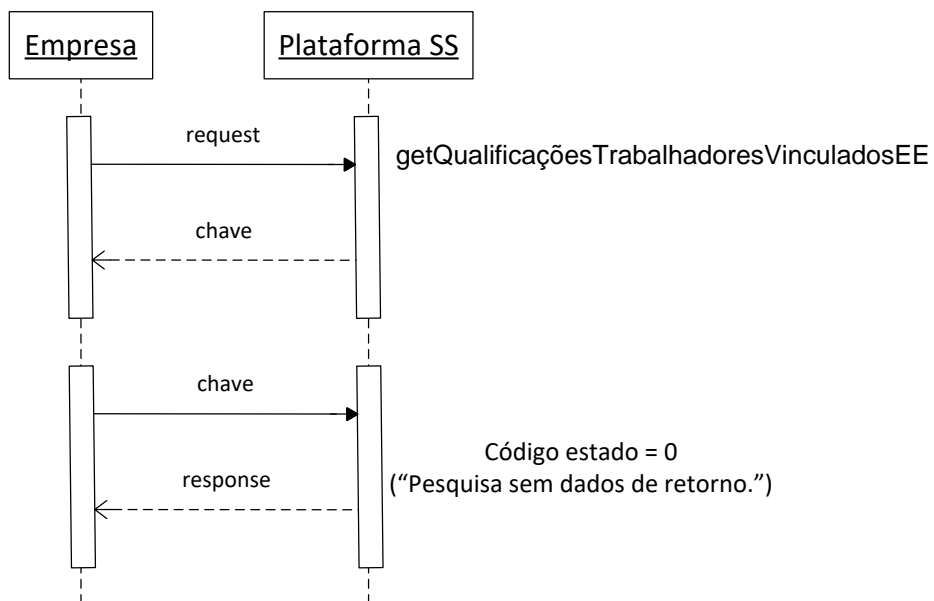 Empresa
Plataforma SS
request
getQualificaçõesTrabalhadoresVinculadosEE
chave
chave
Código estado = 0
(“Pesquisa sem dados de retorno.”)
response